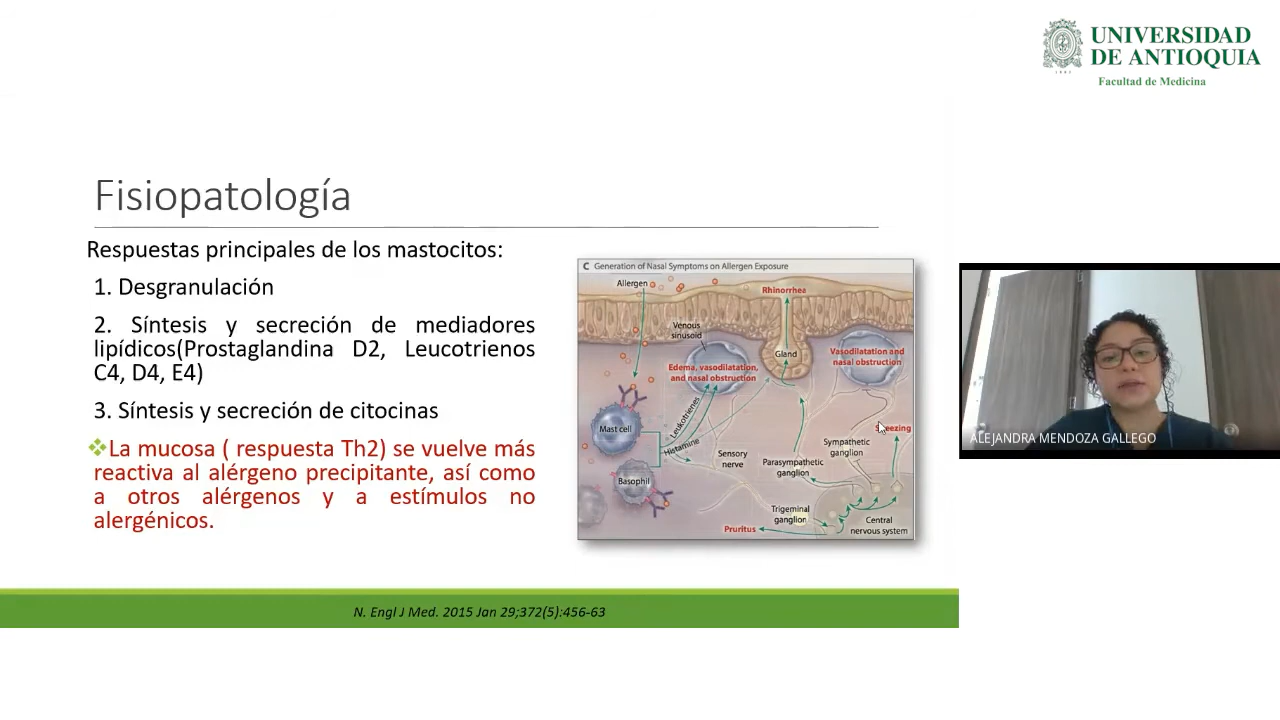 UNIVERSIDAD
DE ANTIOQUIA
1803
Facultad de Medicina
Fisiopatología
Respuestas principales de los mastocitos:
1. Desgranulación
2. Síntesis y secreción de mediadores
lipídicos(Prostaglandina D2, Leucotrienos
C4, D4, E4)
3. Síntesis y secreción de citocinas
❖La mucosa ( respuesta Th2) se vuelve más
reactiva al alérgeno precipitante, así como
a otros alérgenos y a estímulos no
alergénicos.
C Generation of Nasal Symptoms on Allergen Exposure
Allergen
Rhinorrhea
Venous
sinusoid
Gland
Edema, vasodilatation,
and nasal obstruction
Vasodilatation and
nasal obstruction
Leukotrienes
Histamine
Mast cell
Basophil
Sensory
nerve
Parasympathetic
ganglion
Sympathetic
ganglion
Trigeminal
ganglion
Pruritus
Central
nervous system
ALEJANDRA MENDOZA GALLEGO
N. Engl J Med. 2015 Jan 29;372(5):456-63